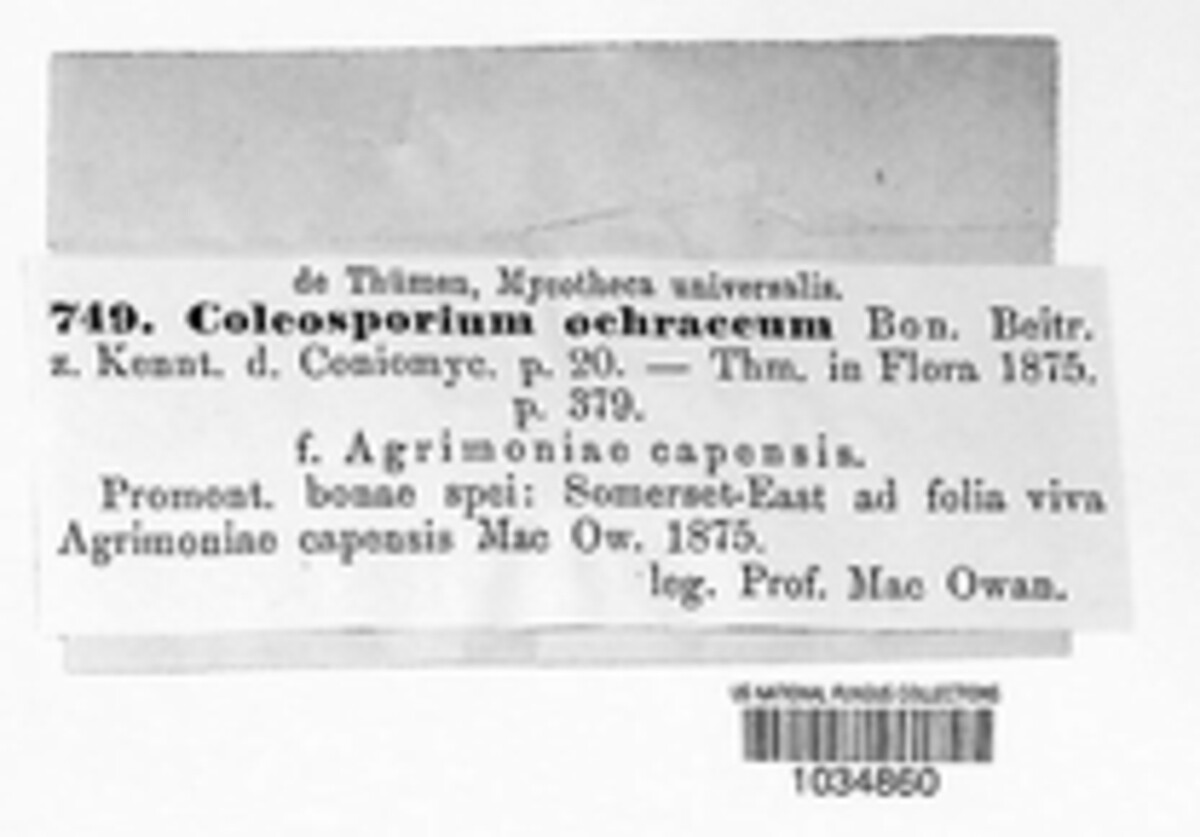 de Thümen, Mycotheca universalis.
749. Coleosporium ochraceum Bon. Beitr.
z. Kennt. d. Coniomyc. p. 20. — Thm. in Flora 1875.
p. 379.
f. Agrimoniae capensis.
Promont. bonae spei: Somerset-East ad folia viva
Agrimoniae capensis Mac Ow. 1875.
leg. Prof. Mac Owan.
US NATIONAL FUNGUS COLLECTIONS
1034860